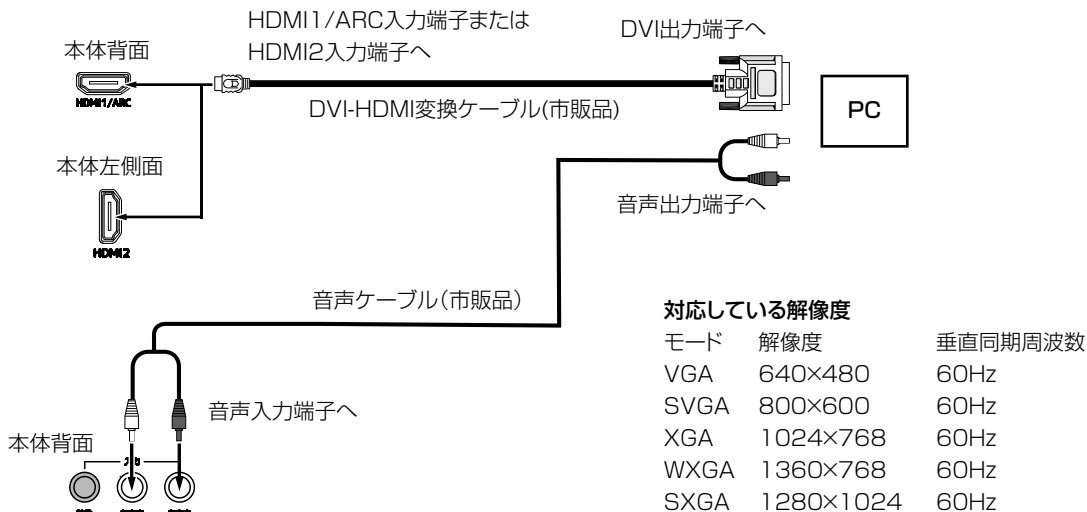 HDMI1/ARC入力端子または
HDMI2入力端子へ
DVI出力端子へ
本体背面
HDMI1/ARC
DVI-HDMI変換ケーブル(市販品)
PC
本体左側面
HDMI2
音声出力端子へ
音声ケーブル(市販品)
対応している解像度
モード 解像度 垂直同期周波数
VGA 640×480 60Hz
SVGA 800×600 60Hz
XGA 1024×768 60Hz
WXGA 1360×768 60Hz
SXGA 1280×1024 60Hz
音声入力端子へ
本体背面